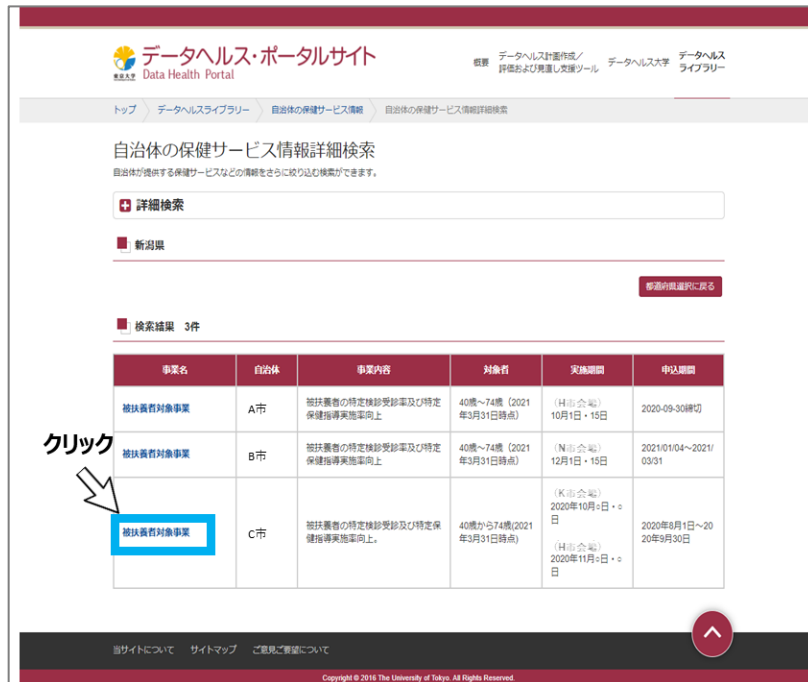 データヘルス・ポータルサイト
東京大学 Data Health Portal
概要
データヘルス計画作成／
評価および見直し支援ツール
データヘルス大学
データヘルス
ライブラリー
トップ
データヘルスライブラリー
自治体の保健サービス情報
自治体の保健サービス情報詳細検索
自治体の保健サービス情報詳細検索
自治体が提供する保健サービスなどの情報をさらに絞り込む検索ができます。
詳細検索
新潟県
都道府県選択に戻る
検索結果 3件
事業名 自治体 事業内容 対象者 実施期間 申込期間
被扶養者対象事業
A市
被扶養者の特定検診受診率及び特定
保健指導実施率向上
40歳～74歳（2021
年3月31日時点）
（H市会場）
10月1日・15日
2020-09-30締切
被扶養者対象事業
B市
被扶養者の特定検診受診率及び特定
保健指導実施率向上
40歳～74歳（2021
年3月31日時点）
（N市会場）
12月1日・15日
2021/01/04～2021/
03/31
クリック
被扶養者対象事業
C市
被扶養者の特定検診受診及び特定保
健指導実施率向上。
40歳から74歳(2021
年3月31日時点)
（K市会場）
2020年10月○日・○
日
（H市会場）
2020年11月○日・○
日
2020年8月1日～20
20年9月30日
当サイトについて サイトマップ ご意見ご要望について
Copyright © 2016 The University of Tokyo. All Rights Reserved.